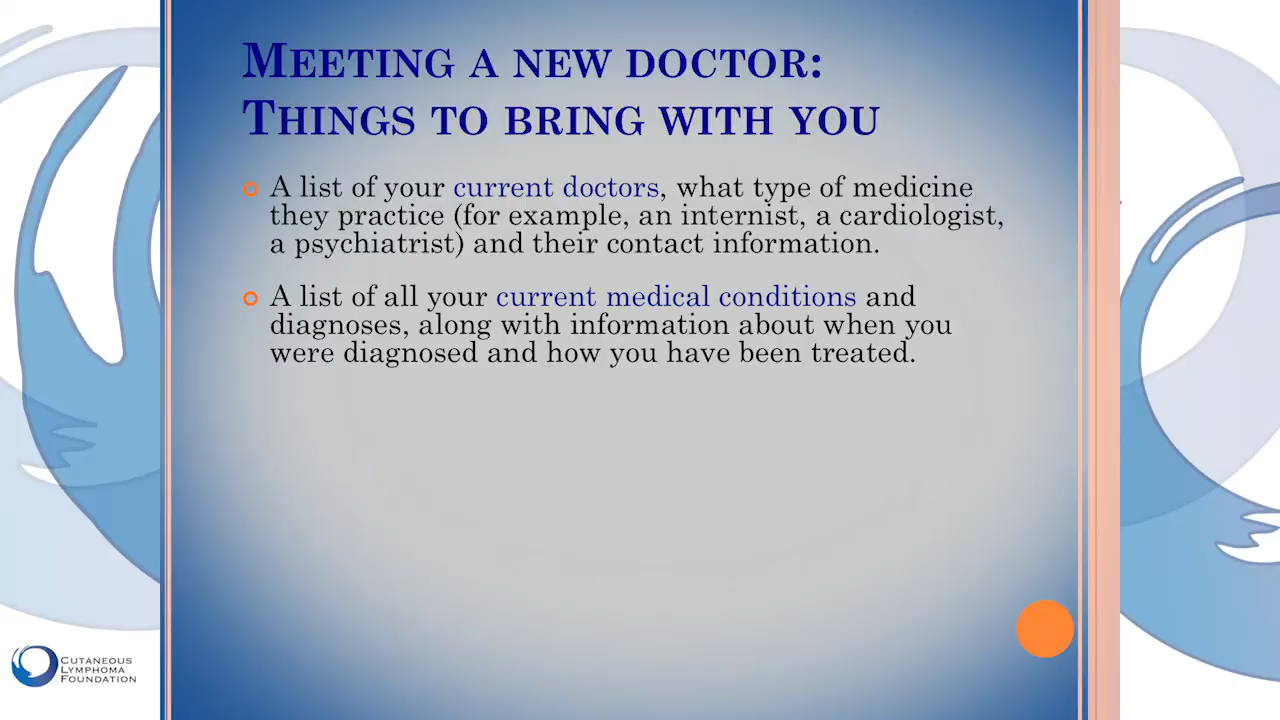 MEETING A NEW DOCTOR:
THINGS TO BRING WITH YOU
A list of your current doctors, what type of medicine
they practice (for example, an internist, a cardiologist,
a psychiatrist) and their contact information.
A list of all your current medical conditions and
diagnoses, along with information about when you
were diagnosed and how you have been treated.
CUTANEOUS
LYMPHOMA
FOUNDATION